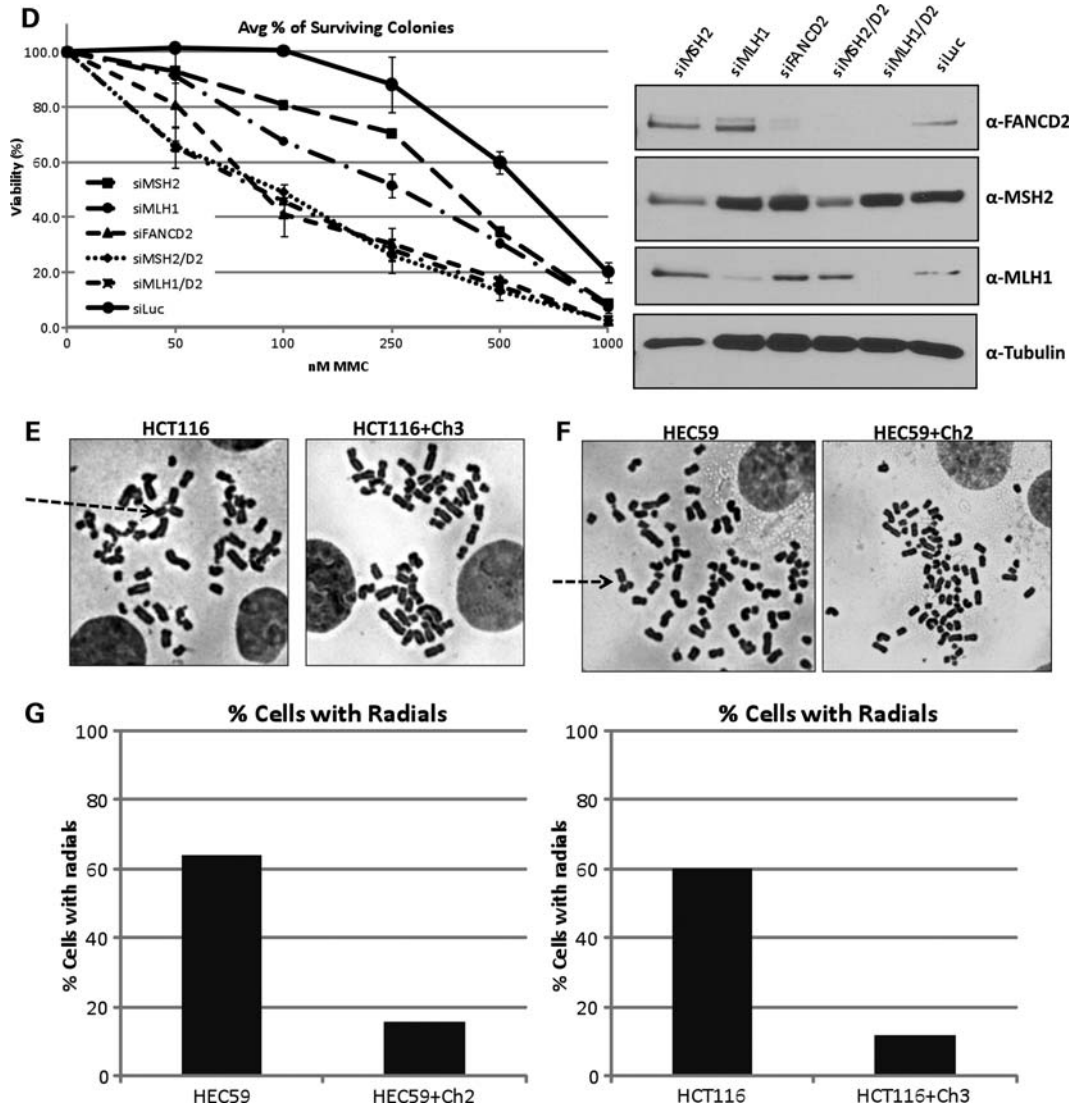 D
Avg % of Surviving Colonies
100.0
80.0
60.0
40.0
20.0
0.0
Viability (%)
siMSH2
siMLH1
siFANCD2
siMSH2/D2
siMLH1/D2
siLuc
0 50 100 250 500 1000
nM MMC
siMSH2 siMLH1 siFANCD2 siMSH2/D2 siMLH1/D2 siLuc
α-FANCD2
α-MSH2
α-MLH1
α-Tubulin
E
HCT116
HCT116+Ch3
F
HEC59
HEC59+Ch2
G
% Cells with Radials
100
80
60
40
20
0
% Cells with radials
HEC59 HEC59+Ch2
% Cells with Radials
100
80
60
40
20
0
% Cells with radials
HCT116 HCT116+Ch3